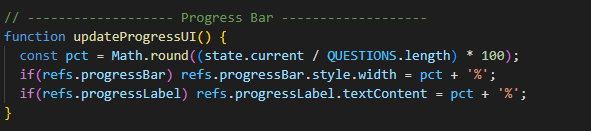 // ------------------- Progress Bar -------------------
function updateProgressUI() {
  const pct = Math.round((state.current / QUESTIONS.length) * 100);
  if(refs.progressBar) refs.progressBar.style.width = pct + '%';
  if(refs.progressLabel) refs.progressLabel.textContent = pct + '%';
}